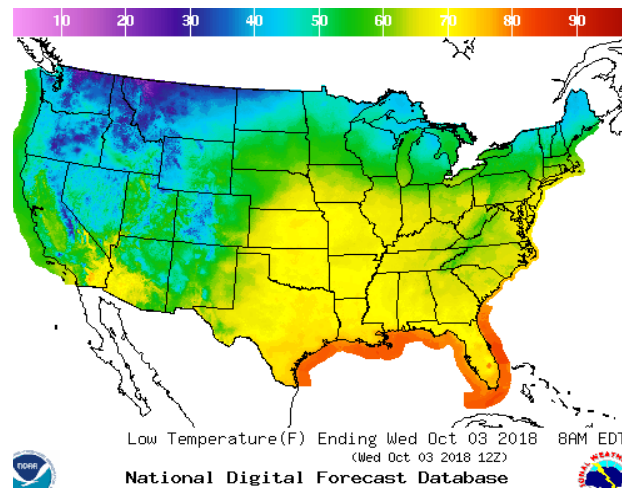 10 20 30 40 50 60 70 80 90
Low Temperature(F) Ending Wed Oct 03 2018 8AM EDT
(Wed Oct 03 2018 12Z)
National Digital Forecast Database
noaa